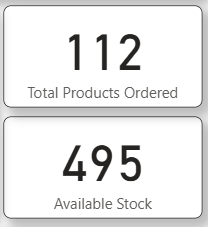 112
Total Products Ordered
495
Available Stock